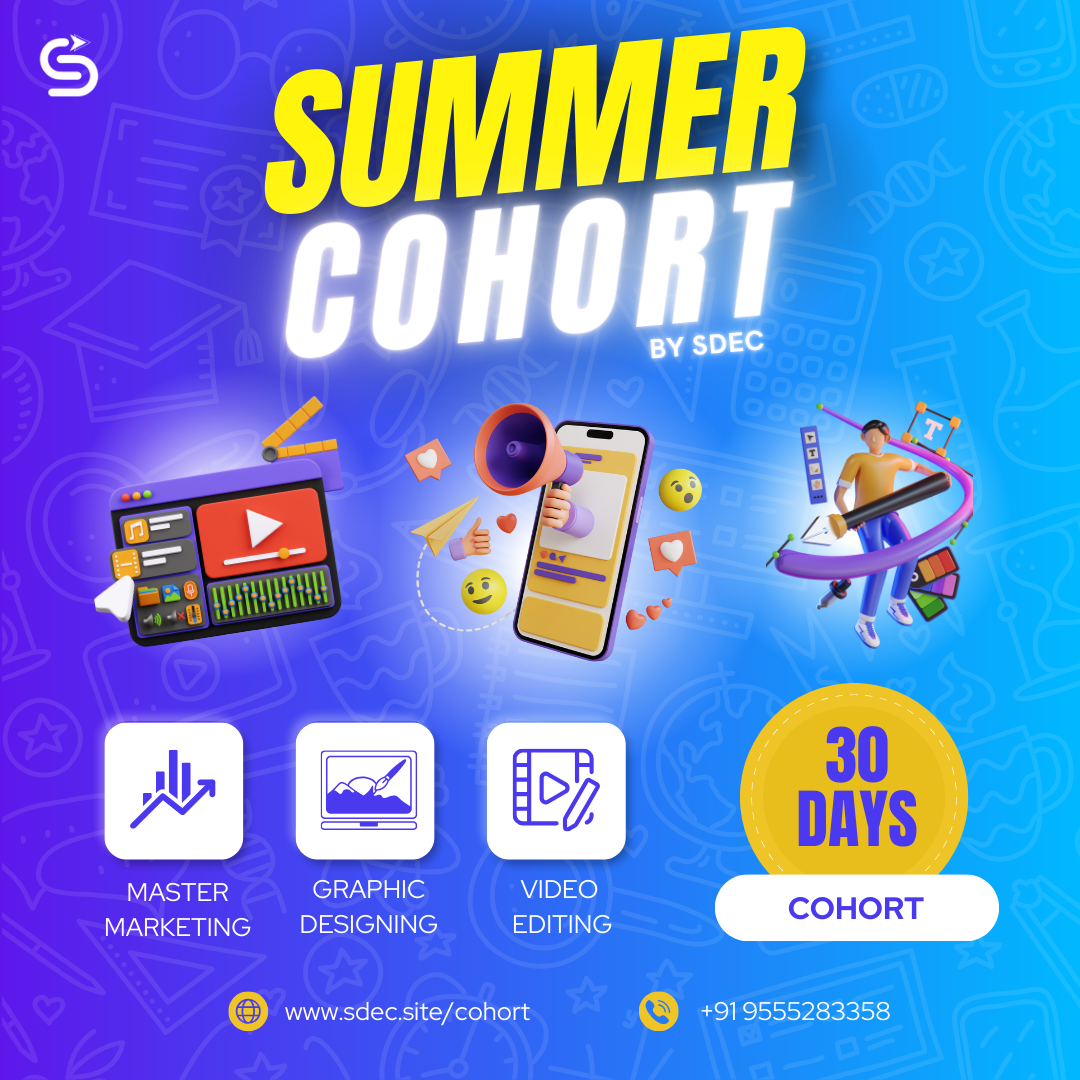 SUMMER
COHORT
BY SDEC
T
T
30
DAYS
COHORT
MASTER
MARKETING
GRAPHIC
DESIGNING
VIDEO
EDITING
www.sdec.site/cohort
+91 9555283358